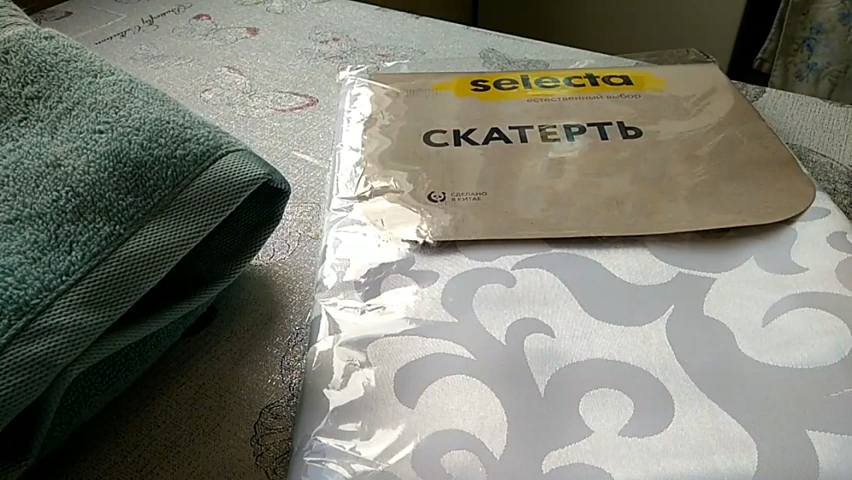 selecta
естественный выбор
СКАТЕРТЬ
СДЕЛАНО
В КИТАЕ